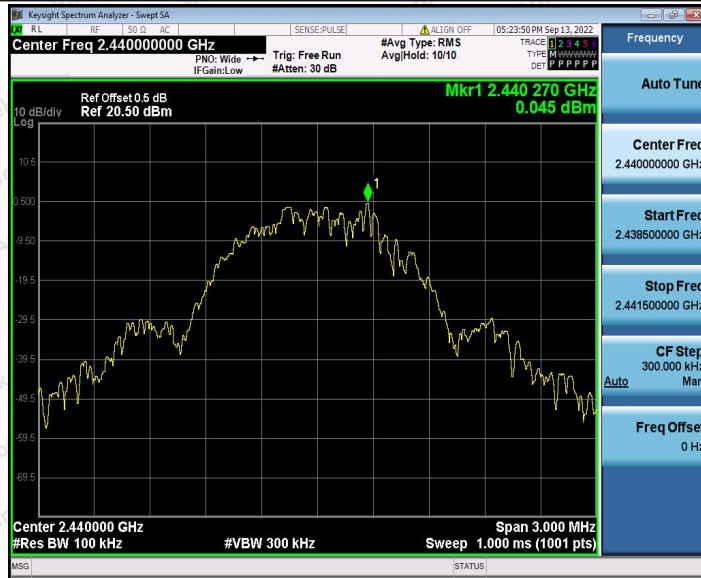 Keysight Spectrum Analyzer - Swept SA
RL RF 50 Ω AC SENSE:PULSE ALIGN OFF 05:23:50 PM Sep 13, 2022
Center Freq 2.440000000 GHz
PNO: Wide
IFGain:Low
Trig: Free Run
#Atten: 30 dB
#Avg Type: RMS
Avg|Hold: 10/10
TRACE 1 2 3 4 5 6
TYPE M
DET P P P P P P
Ref Offset 0.5 dB
10 dB/div Ref 20.50 dBm
Log
Mkr1 2.440 270 GHz
0.045 dBm
1
10.5
0.500
-9.50
-19.5
-29.5
-39.5
-49.5
-59.5
-69.5
Center 2.440000 GHz
Span 3.000 MHz
#Res BW 100 kHz
#VBW 300 kHz
Sweep 1.000 ms (1001 pts)
MSG STATUS
Frequency
Auto Tune
Center Freq
2.440000000 GHz
Start Freq
2.438500000 GHz
Stop Freq
2.441500000 GHz
CF Step
300.000 kHz
Auto Man
Freq Offset
0 Hz